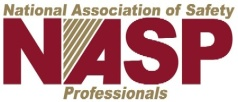 National Association of Safety
NASP
Professionals